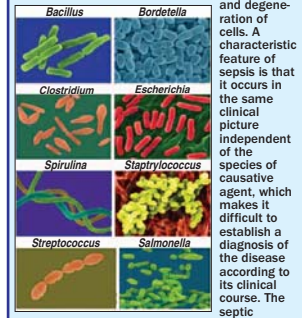 Bacillus
Bordetella
Clostridium
Escherichia
Spirulina
Staptrylococcus
Streptococcus
Salmonella
and degene-
ration of
cells. A
characteristic
feature of
sepsis is that
it occurs in
the same
clinical
picture
independent
of the
species of
causative
agent, which
makes it
difficult to
establish a
diagnosis of
the disease
according to
its clinical
course. The
septic